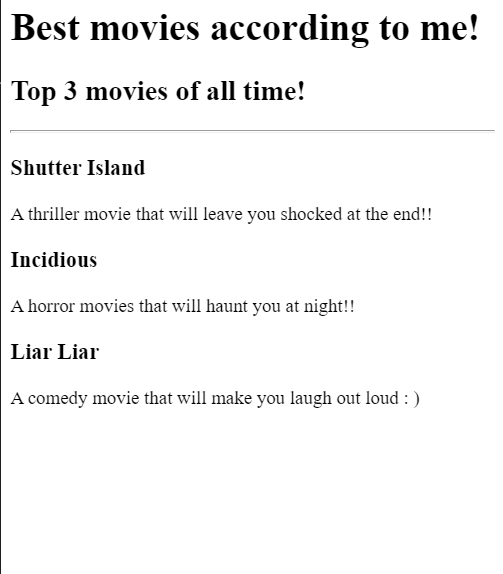 Best movies according to me!
Top 3 movies of all time!
Shutter Island
A thriller movie that will leave you shocked at the end!!
Incidious
A horror movies that will haunt you at night!!
Liar Liar
A comedy movie that will make you laugh out loud : )